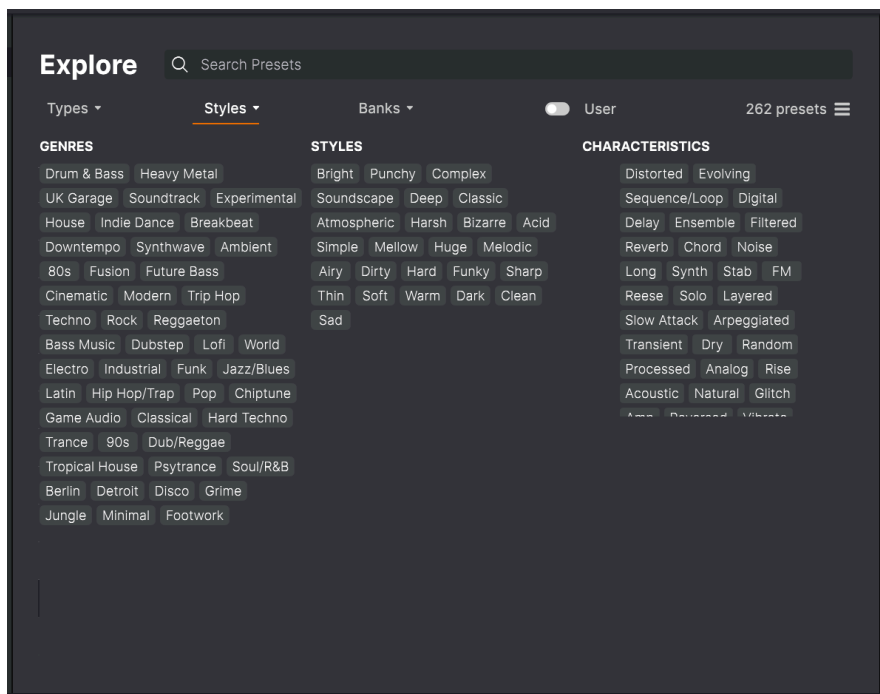 Explore
Search Presets
Types Styles Banks User 262 presets
GENRES
Drum & Bass Heavy Metal
UK Garage Soundtrack Experimental
House Indie Dance Breakbeat
Downtempo Synthwave Ambient
80s Fusion Future Bass
Cinematic Modern Trip Hop
Techno Rock Reggaeton
Bass Music Dubstep Lofi World
Electro Industrial Funk Jazz/Blues
Latin Hip Hop/Trap Pop Chiptune
Game Audio Classical Hard Techno
Trance 90s Dub/Reggae
Tropical House Psytrance Soul/R&B
Berlin Detroit Disco Grime
Jungle Minimal Footwork
STYLES
Bright Punchy Complex
Soundscape Deep Classic
Atmospheric Harsh Bizarre Acid
Simple Mellow Huge Melodic
Airy Dirty Hard Funky Sharp
Thin Soft Warm Dark Clean
Sad
CHARACTERISTICS
Distorted Evolving
Sequence/Loop Digital
Delay Ensemble Filtered
Reverb Chord Noise
Long Synth Stab FM
Reese Solo Layered
Slow Attack Arpeggiated
Transient Dry Random
Processed Analog Rise
Acoustic Natural Glitch